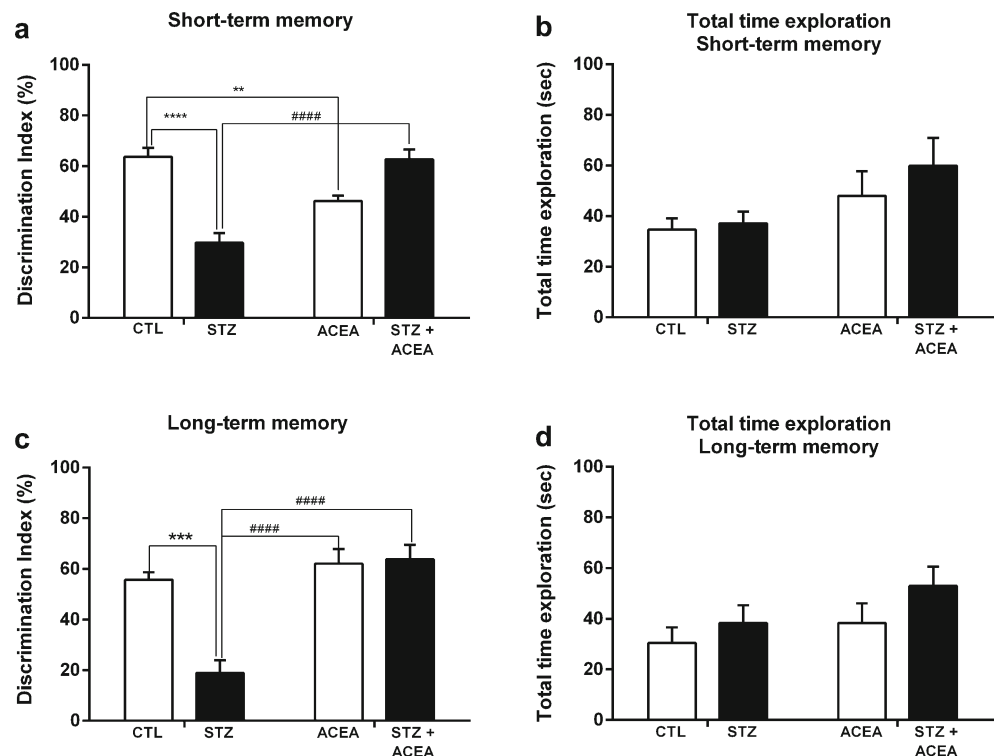 a
Short-term memory
Discrimination Index (%)
100
80
60
40
20
0
**
****
####
CTL
STZ
ACEA
STZ +
ACEA
b
Total time exploration
Short-term memory
Total time exploration (sec)
100
80
60
40
20
0
CTL
STZ
ACEA
STZ +
ACEA
c
Long-term memory
Discrimination Index (%)
100
80
60
40
20
0
####
***
####
CTL
STZ
ACEA
STZ +
ACEA
d
Total time exploration
Long-term memory
Total time exploration (sec)
100
80
60
40
20
0
CTL
STZ
ACEA
STZ +
ACEA